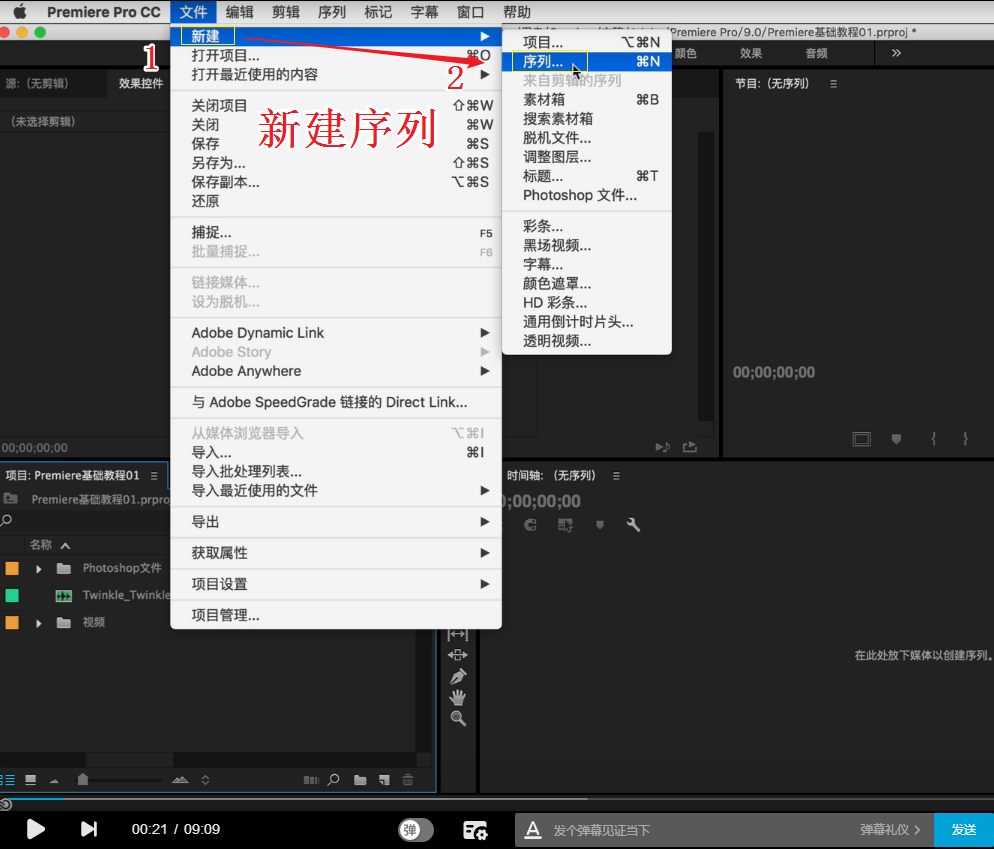 Premiere Pro CC 文件 编辑 剪辑 序列 标记 字幕 窗口 帮助
Premiere Pro/9.0/Premiere基础教程01.prproj *
颜色 效果 音频 »
源: (无剪辑) 效果控件
节目: (无序列)
(未选择剪辑)
1
2
新建序列
新建
打开项目... ⌘O
打开最近使用的内容
关闭项目 ⇧⌘W
关闭 ⌘W
保存 ⌘S
另存为... ⇧⌘S
保存副本... ⌥⌘S
还原
捕捉... F5
批量捕捉... F6
链接媒体...
设为脱机...
Adobe Dynamic Link
Adobe Story
Adobe Anywhere
与 Adobe SpeedGrade 链接的 Direct Link...
从媒体浏览器导入 ⌥⌘I
导入... ⌘I
导入批处理列表...
导入最近使用的文件
导出
获取属性
项目设置
项目管理...
项目... ⌥⌘N
序列... ⌘N
来自剪辑的序列
素材箱 ⌘B
搜索素材箱
脱机文件...
调整图层...
标题... ⌘T
Photoshop 文件...
彩条...
黑场视频...
字幕...
颜色遮罩...
HD 彩条...
通用倒计时片头...
透明视频...
00;00;00;00
00;00;00;00
项目: Premiere基础教程01
Premiere基础教程01.prpro
名称
Photoshop文件
Twinkle_Twinkle
视频
时间轴: (无序列)
;00;00;00
在此处放下媒体以创建序列。
00:21 / 09:09
弹
发个弹幕见证当下
弹幕礼仪 >
发送